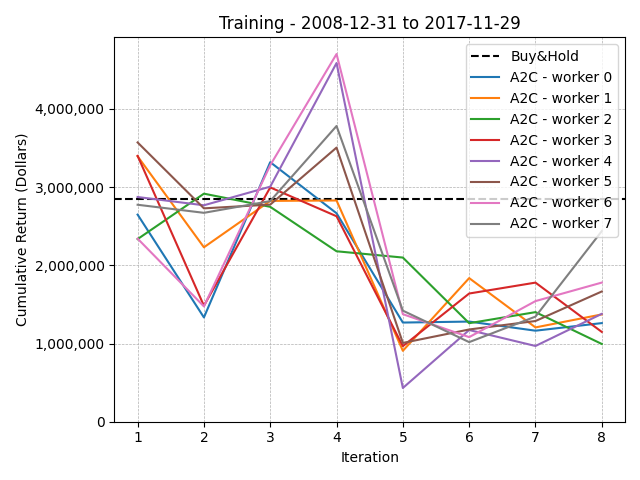 Training - 2008-12-31 to 2017-11-29
Buy&Hold
A2C - worker 0
A2C - worker 1
A2C - worker 2
A2C - worker 3
A2C - worker 4
A2C - worker 5
A2C - worker 6
A2C - worker 7
Cumulative Return (Dollars)
4,000,000
3,000,000
2,000,000
1,000,000
0
1 2 3 4 5 6 7 8
Iteration